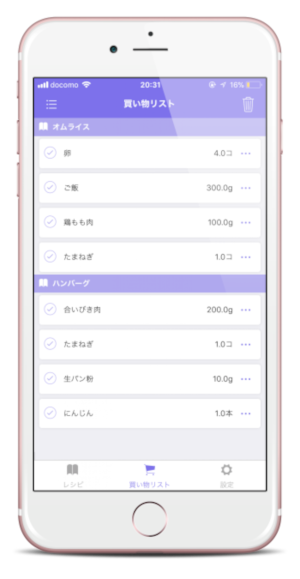 docomo 20:31 16%
買い物リスト
オムライス
卵 4.0コ
ご飯 300.0g
鶏もも肉 100.0g
たまねぎ 1.0コ
ハンバーグ
合いびき肉 200.0g
たまねぎ 1.0コ
生パン粉 10.0g
にんじん 1.0本
レシピ 買い物リスト 設定